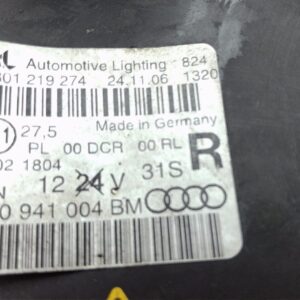 Automotive Lighting 824
301 219 274 24.11.06 1320
27,5 Made in Germany
PL 00 DCR 00 RL
02 1804 R
12 24 V 31S
0 941 004 BM